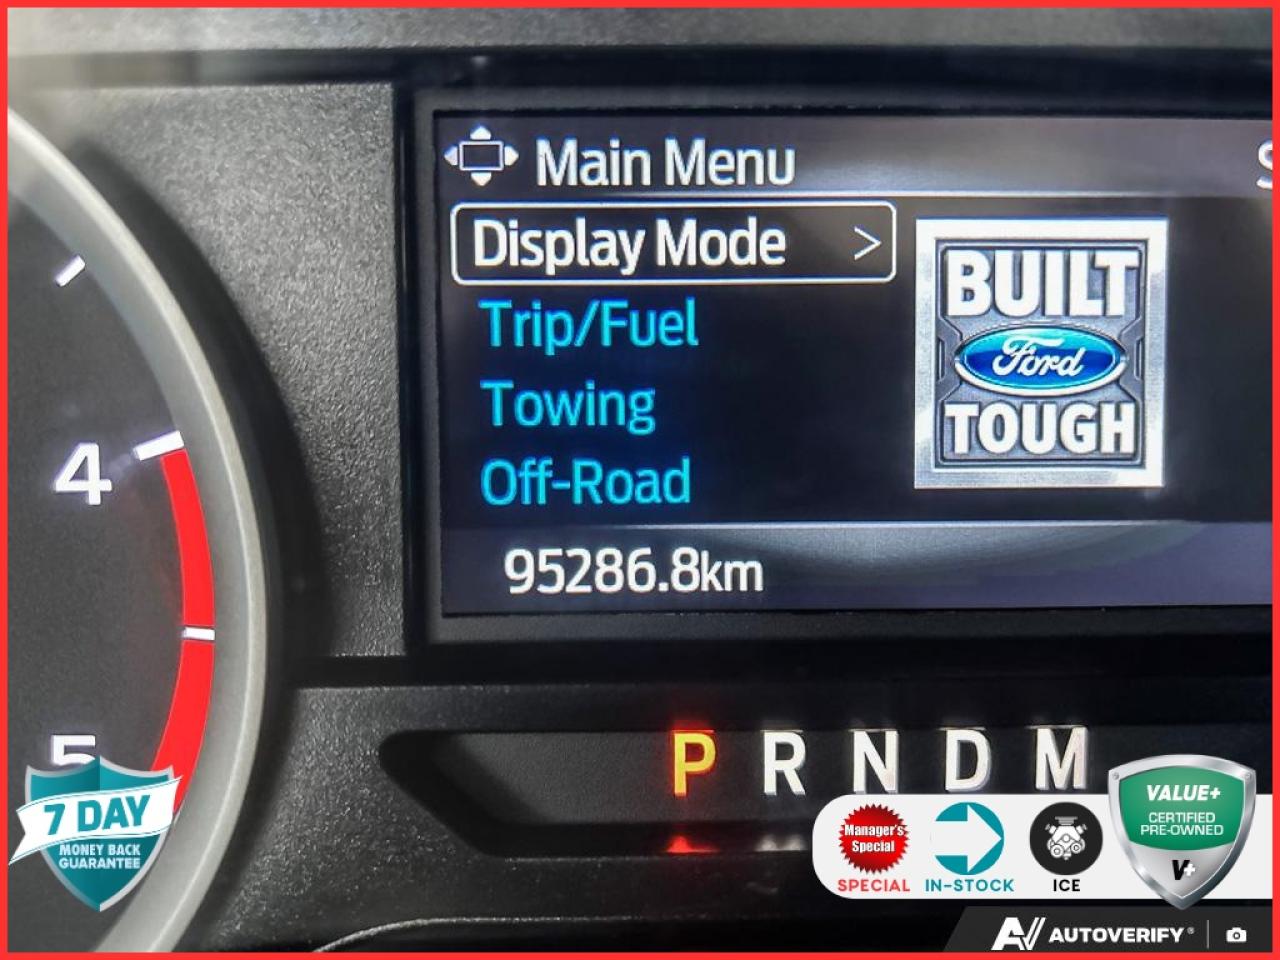 Main Menu
Display Mode >
Trip/Fuel
Towing
Off-Road
BUILT
Ford
TOUGH
95286.8km
4
5
P R N D M
7 DAY
MONEY BACK
GUARANTEE
Manager's
Special
SPECIAL
IN-STOCK
ICE
VALUE+
CERTIFIED
PRE-OWNED
V+
AUTOVERIFY®